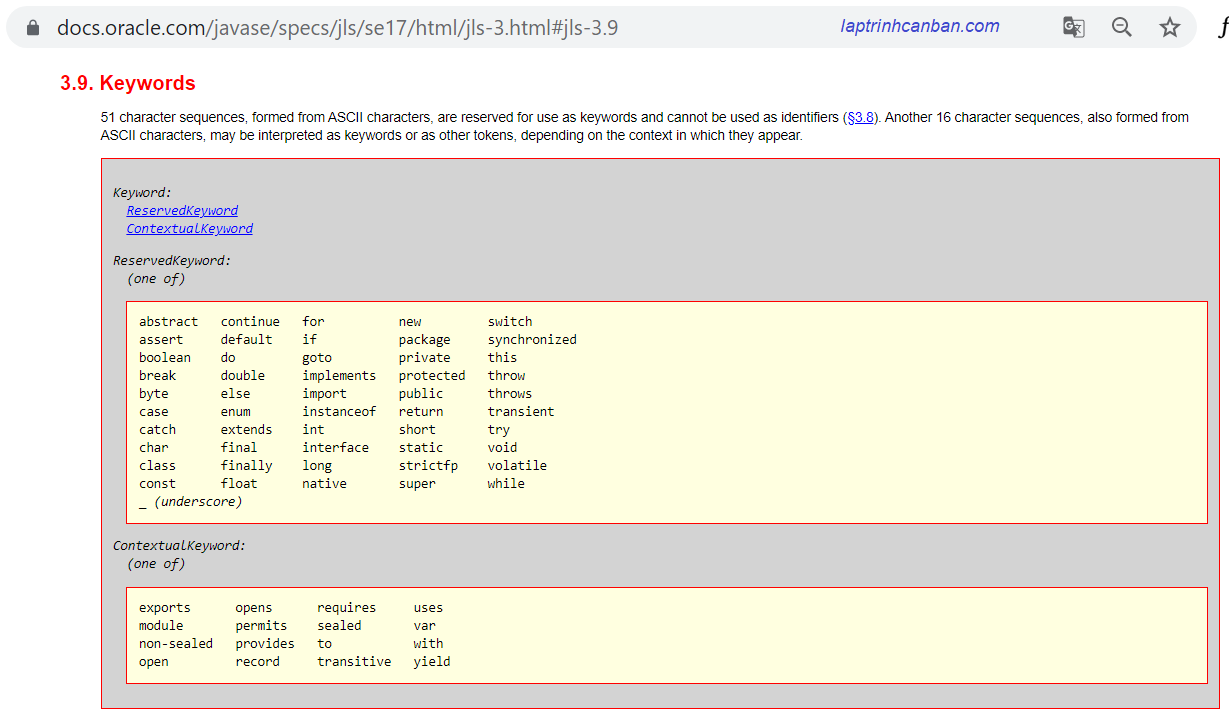 docs.oracle.com/javase/specs/jls/se17/html/jls-3.html#jls-3.9 laptrinhcanban.com
3.9. Keywords
51 character sequences, formed from ASCII characters, are reserved for use as keywords and cannot be used as identifiers (§3.8). Another 16 character sequences, also formed from
ASCII characters, may be interpreted as keywords or as other tokens, depending on the context in which they appear.
Keyword:
ReservedKeyword
ContextualKeyword
ReservedKeyword:
(one of)
abstract continue for new switch
assert default if package synchronized
boolean do goto private this
break double implements protected throw
byte else import public throws
case enum instanceof return transient
catch extends int short try
char final interface static void
class finally long strictfp volatile
const float native super while
_ (underscore)
ContextualKeyword:
(one of)
exports opens requires uses
module permits sealed var
non-sealed provides to with
open record transitive yield